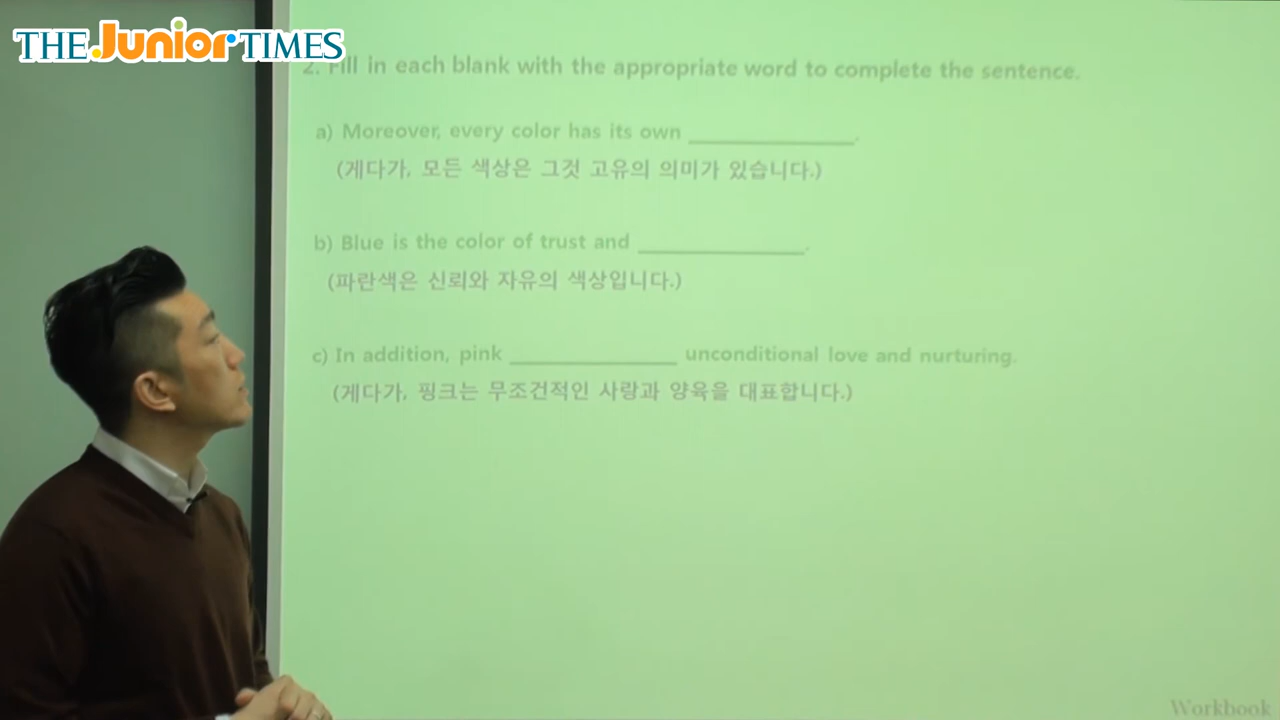 THE Junior TIMES
2. Fill in each blank with the appropriate word to complete the sentence.
a) Moreover, every color has its own ______________.
(게다가, 모든 색상은 그것 고유의 의미가 있습니다.)
b) Blue is the color of trust and ______________.
(파란색은 신뢰와 자유의 색상입니다.)
c) In addition, pink ______________ unconditional love and nurturing.
(게다가, 핑크는 무조건적인 사랑과 양육을 대표합니다.)
Workbook